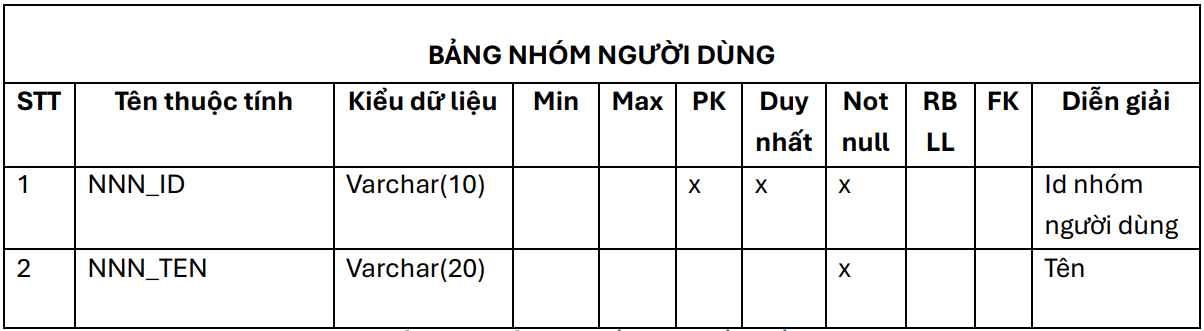 BẢNG NHÓM NGƯỜI DÙNG
STT Tên thuộc tính Kiểu dữ liệu Min Max PK Duy nhất Not null RB LL FK Diễn giải
1 NNN_ID Varchar(10) x x x Id nhóm người dùng
2 NNN_TEN Varchar(20) x Tên